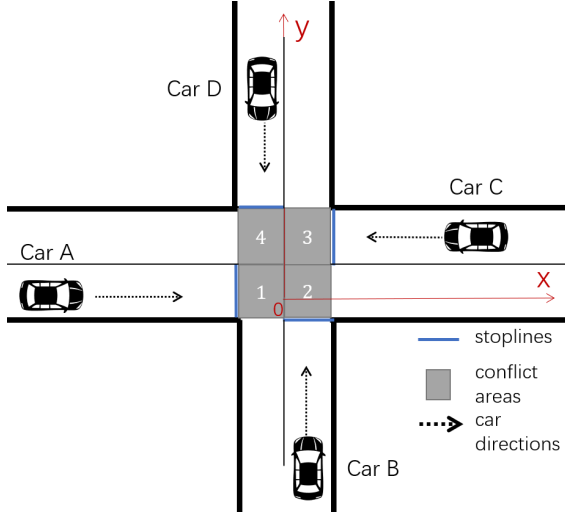 y
Car D
Car C
4 3
Car A
1 2
x
0
stoplines
conflict
areas
car
directions
Car B